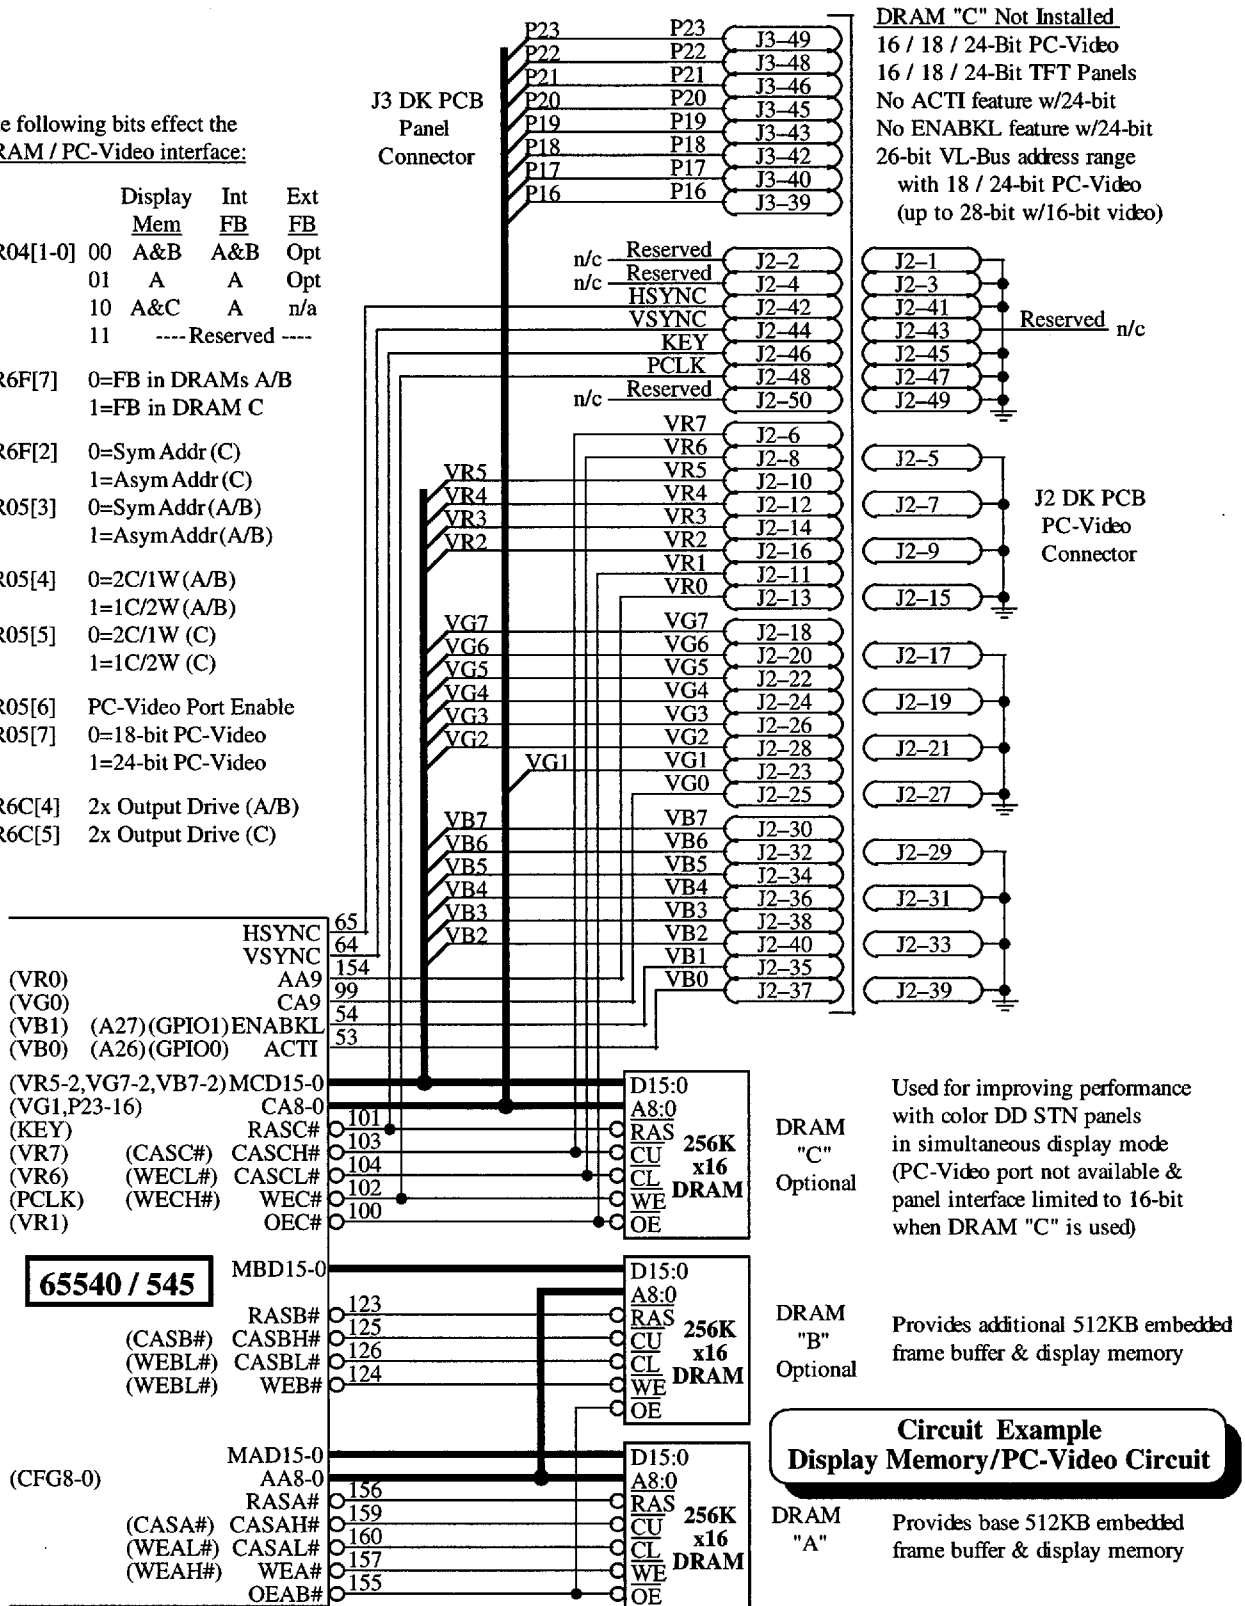 DRAM "C" Not Installed
16 / 18 / 24-Bit PC-Video
16 / 18 / 24-Bit TFT Panels
No ACTI feature w/24-bit
No ENABKL feature w/24-bit
26-bit VL-Bus address range
with 18 / 24-bit PC-Video
(up to 28-bit w/16-bit video)
J3 DK PCB
Panel
Connector
P23 P23 J3-49
P22 P22 J3-48
P21 P21 J3-46
P20 P20 J3-45
P19 P19 J3-43
P18 P18 J3-42
P17 P17 J3-40
P16 P16 J3-39
e following bits effect the
RAM / PC-Video interface:
Display Int Ext
Mem FB FB
R04[1-0] 00 A&B A&B Opt
01 A A Opt
10 A&C A n/a
11 ---- Reserved ----
R6F[7] 0=FB in DRAMs A/B
1=FB in DRAM C
R6F[2] 0=Sym Addr (C)
1=Asym Addr (C)
R05[3] 0=Sym Addr (A/B)
1=Asym Addr (A/B)
R05[4] 0=2C/1W (A/B)
1=1C/2W (A/B)
R05[5] 0=2C/1W (C)
1=1C/2W (C)
R05[6] PC-Video Port Enable
R05[7] 0=18-bit PC-Video
1=24-bit PC-Video
R6C[4] 2x Output Drive (A/B)
R6C[5] 2x Output Drive (C)
n/c Reserved J2-2 J2-1
n/c Reserved J2-4 J2-3
HSYNC J2-42 J2-41
VSYNC J2-44 J2-43 Reserved n/c
KEY J2-46 J2-45
PCLK J2-48 J2-47
n/c Reserved J2-50 J2-49
VR7 J2-6
VR6 J2-8 J2-5
VR5 VR5 J2-10
VR4 VR4 J2-12 J2-7
VR3 VR3 J2-14
VR2 VR2 J2-16 J2-9
VR1 J2-11
VR0 J2-13 J2-15
J2 DK PCB
PC-Video
Connector
VG7 VG7 J2-18
VG6 VG6 J2-20 J2-17
VG5 VG5 J2-22
VG4 VG4 J2-24 J2-19
VG3 VG3 J2-26
VG2 VG2 J2-28 J2-21
VG1 VG1 J2-23
VG0 J2-25 J2-27
VB7 VB7 J2-30
VB6 VB6 J2-32 J2-29
VB5 VB5 J2-34
VB4 VB4 J2-36 J2-31
VB3 VB3 J2-38
VB2 VB2 J2-40 J2-33
VB1 J2-35
VB0 J2-37 J2-39
HSYNC 65
VSYNC 64
(VR0) AA9 154
(VG0) CA9 99
(VB1) (A27) (GPIO1) ENABKL 54
(VB0) (A26) (GPIO0) ACTI 53
(VR5-2,VG7-2,VB7-2) MCD15-0 D15:0
(VG1,P23-16) CA8-0 A8:0
(KEY) RASC# 101 RAS
(VR7) (CASC#) CASCH# 103 CU
(VR6) (WECL#) CASCL# 104 CL
(PCLK) (WECH#) WEC# 102 WE
(VR1) OEC# 100 OE
256K
x16
DRAM
DRAM
"C"
Optional
Used for improving performance
with color DD STN panels
in simultaneous display mode
(PC-Video port not available &
panel interface limited to 16-bit
when DRAM "C" is used)
65540 / 545
MBD15-0 D15:0
A8:0
RASB# 123 RAS
(CASB#) CASBH# 125 CU
(WEBL#) CASBL# 126 CL
(WEBL#) WEB# 124 WE
OE
256K
x16
DRAM
DRAM
"B"
Optional
Provides additional 512KB embedded
frame buffer & display memory
Circuit Example
Display Memory/PC-Video Circuit
MAD15-0 D15:0
(CFG8-0) AA8-0 A8:0
RASA# 156 RAS
(CASA#) CASAH# 159 CU
(WEAL#) CASAL# 160 CL
(WEAH#) WEA# 157 WE
OEAB# 155 OE
256K
x16
DRAM
DRAM
"A"
Provides base 512KB embedded
frame buffer & display memory